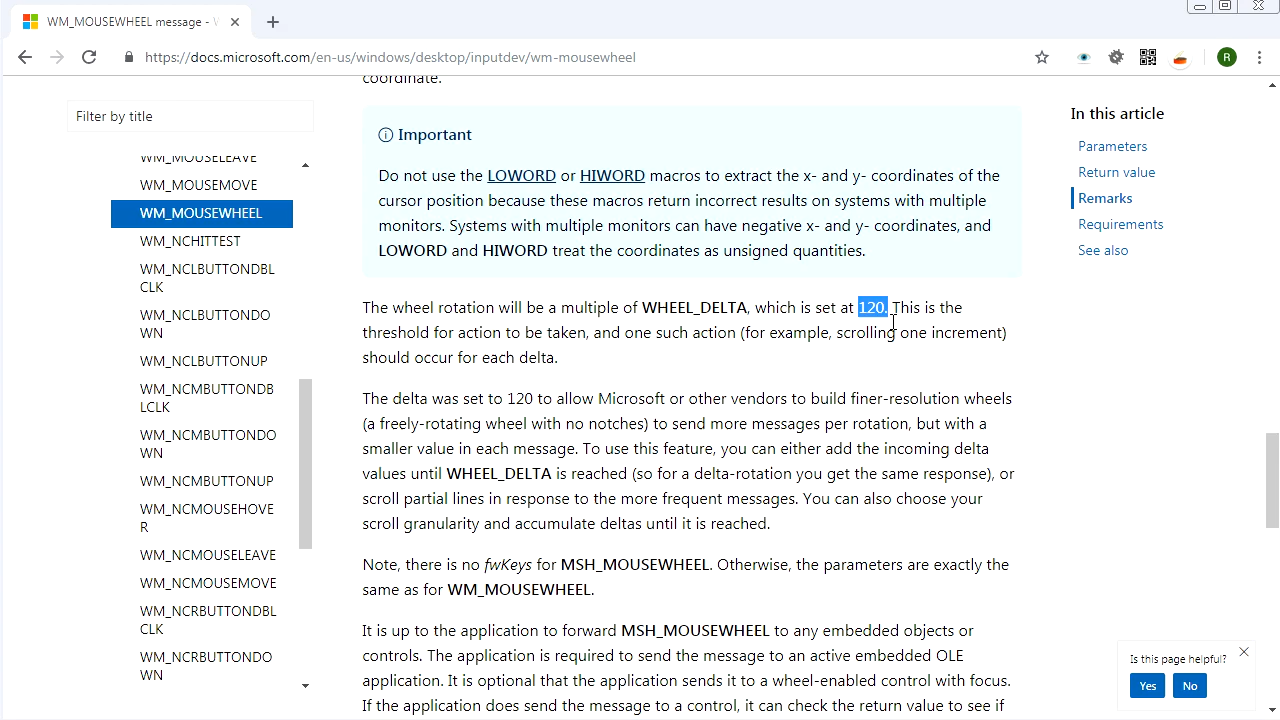 WM_MOUSEWHEEL message -
https://docs.microsoft.com/en-us/windows/desktop/inputdev/wm-mousewheel
R
Filter by title
WM_MOUSELEAVE
WM_MOUSEMOVE
WM_MOUSEWHEEL
WM_NCHITTEST
WM_NCLBUTTONDBL
CLK
WM_NCLBUTTONDO
WN
WM_NCLBUTTONUP
WM_NCMBUTTONDB
LCLK
WM_NCMBUTTONDO
WN
WM_NCMBUTTONUP
WM_NCMOUSEHOVE
R
WM_NCMOUSELEAVE
WM_NCMOUSEMOVE
WM_NCRBUTTONDBL
CLK
WM_NCRBUTTONDO
WN
coordinate.
Important
Do not use the LOWORD or HIWORD macros to extract the x- and y- coordinates of the
cursor position because these macros return incorrect results on systems with multiple
monitors. Systems with multiple monitors can have negative x- and y- coordinates, and
LOWORD and HIWORD treat the coordinates as unsigned quantities.
The wheel rotation will be a multiple of WHEEL_DELTA, which is set at 120. This is the
threshold for action to be taken, and one such action (for example, scrolling one increment)
should occur for each delta.
The delta was set to 120 to allow Microsoft or other vendors to build finer-resolution wheels
(a freely-rotating wheel with no notches) to send more messages per rotation, but with a
smaller value in each message. To use this feature, you can either add the incoming delta
values until WHEEL_DELTA is reached (so for a delta-rotation you get the same response), or
scroll partial lines in response to the more frequent messages. You can also choose your
scroll granularity and accumulate deltas until it is reached.
Note, there is no fwKeys for MSH_MOUSEWHEEL. Otherwise, the parameters are exactly the
same as for WM_MOUSEWHEEL.
It is up to the application to forward MSH_MOUSEWHEEL to any embedded objects or
controls. The application is required to send the message to an active embedded OLE
application. It is optional that the application sends it to a wheel-enabled control with focus.
If the application does send the message to a control, it can check the return value to see if
In this article
Parameters
Return value
Remarks
Requirements
See also
Is this page helpful?
Yes
No